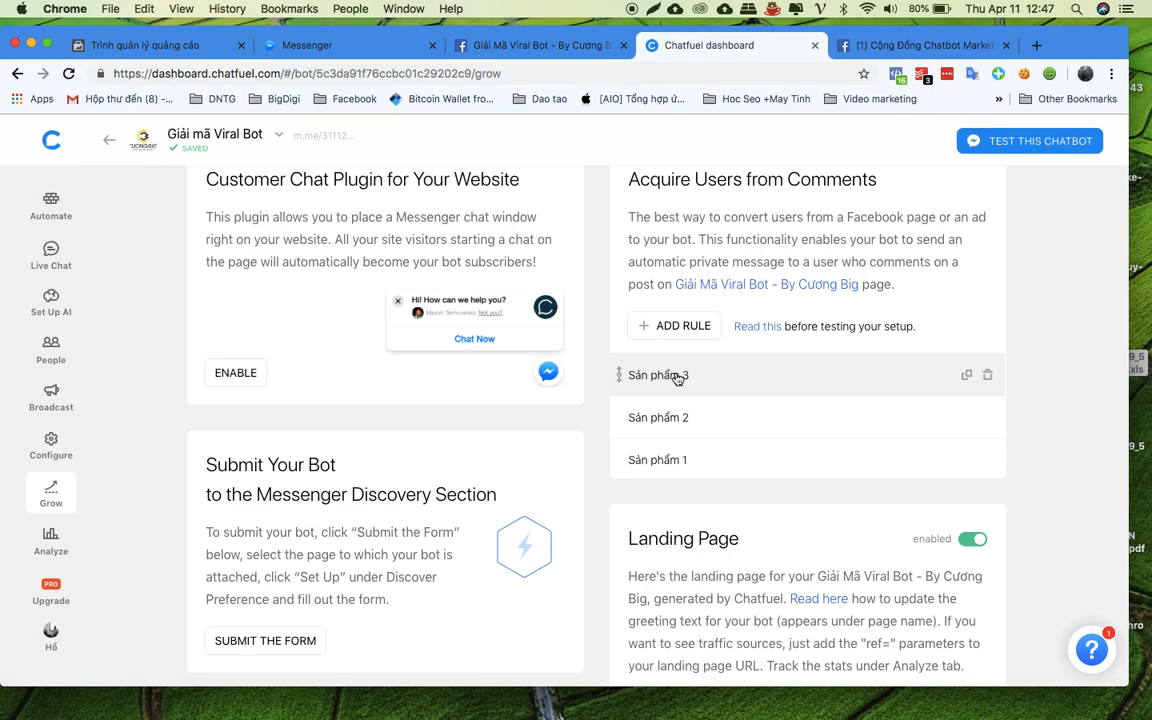 Chrome File Edit View History Bookmarks People Window Help 80% Thu Apr 11 12:47
Trình quản lý quảng cáo
Messenger
Giải Mã Viral Bot - By Cương B
Chatfuel dashboard
(1) Cộng Đồng Chatbot Market
https://dashboard.chatfuel.com/#/bot/5c3da91f76ccbc01c29202c9/grow
16
3
Apps
Hộp thư đến (8) -...
DNTG
BigDigi
Facebook
Bitcoin Wallet fro...
Dao tao
[AIO] Tổng hợp ứ...
Hoc Seo +May Tinh
Video marketing
»
Other Bookmarks
Giải mã Viral Bot
m.me/31112...
SAVED
TEST THIS CHATBOT
Automate
Live Chat
Set Up AI
People
Broadcast
Configure
Grow
Analyze
PRO
Upgrade
Hồ
Customer Chat Plugin for Your Website
This plugin allows you to place a Messenger chat window
right on your website. All your site visitors starting a chat on
the page will automatically become your bot subscribers!
Hi! How can we help you?
Not you?
Chat Now
ENABLE
Submit Your Bot
to the Messenger Discovery Section
To submit your bot, click “Submit the Form”
below, select the page to which your bot is
attached, click “Set Up” under Discover
Preference and fill out the form.
SUBMIT THE FORM
Acquire Users from Comments
The best way to convert users from a Facebook page or an ad
to your bot. This functionality enables your bot to send an
automatic private message to a user who comments on a
post on Giải Mã Viral Bot - By Cương Big page.
ADD RULE
Read this before testing your setup.
Sản phẩm 3
Sản phẩm 2
Sản phẩm 1
Landing Page
enabled
Here's the landing page for your Giải Mã Viral Bot - By Cương
Big, generated by Chatfuel. Read here how to update the
greeting text for your bot (appears under page name). If you
want to see traffic sources, just add the "ref=" parameters to
your landing page URL. Track the stats under Analyze tab.
1
43
9_5
.xls
9_5
pdf